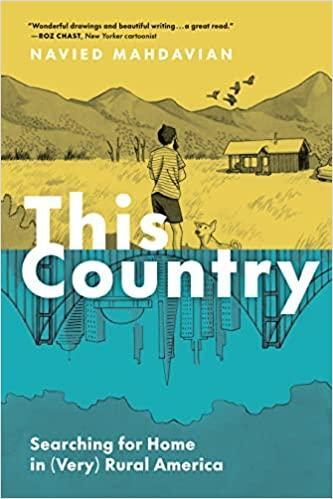 “Wonderful drawings and beautiful writing...a great read.”
—ROZ CHAST, New Yorker cartoonist
NAVIED MAHDAVIAN
This
Country
Searching for Home
in (Very) Rural America